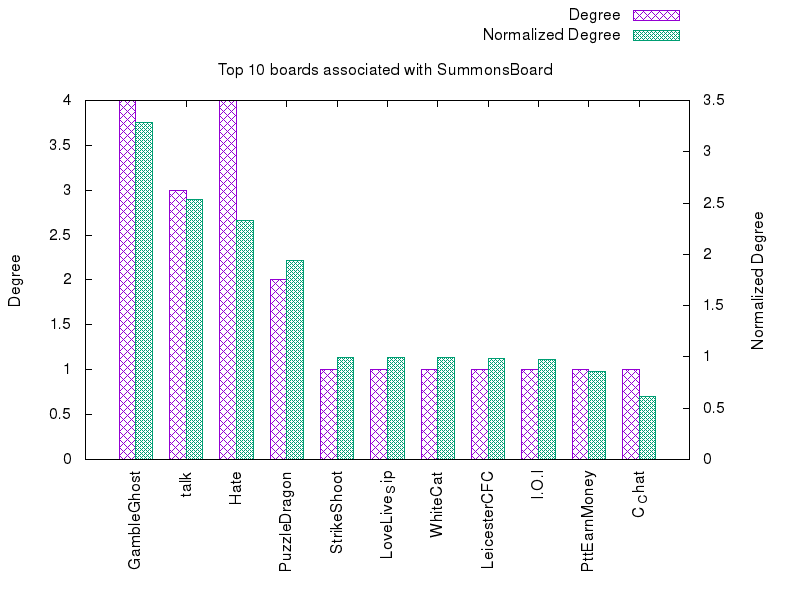 Degree
Normalized Degree
Top 10 boards associated with SummonsBoard
4
3.5
3
2.5
2
1.5
1
0.5
0
Degree
3.5
3
2.5
2
1.5
1
0.5
0
Normalized Degree
GambleGhost
talk
Hate
PuzzleDragon
StrikeShoot
LoveLiveSip
WhiteCat
LeicesterCFC
I.O.I
PttEarnMoney
C Chat